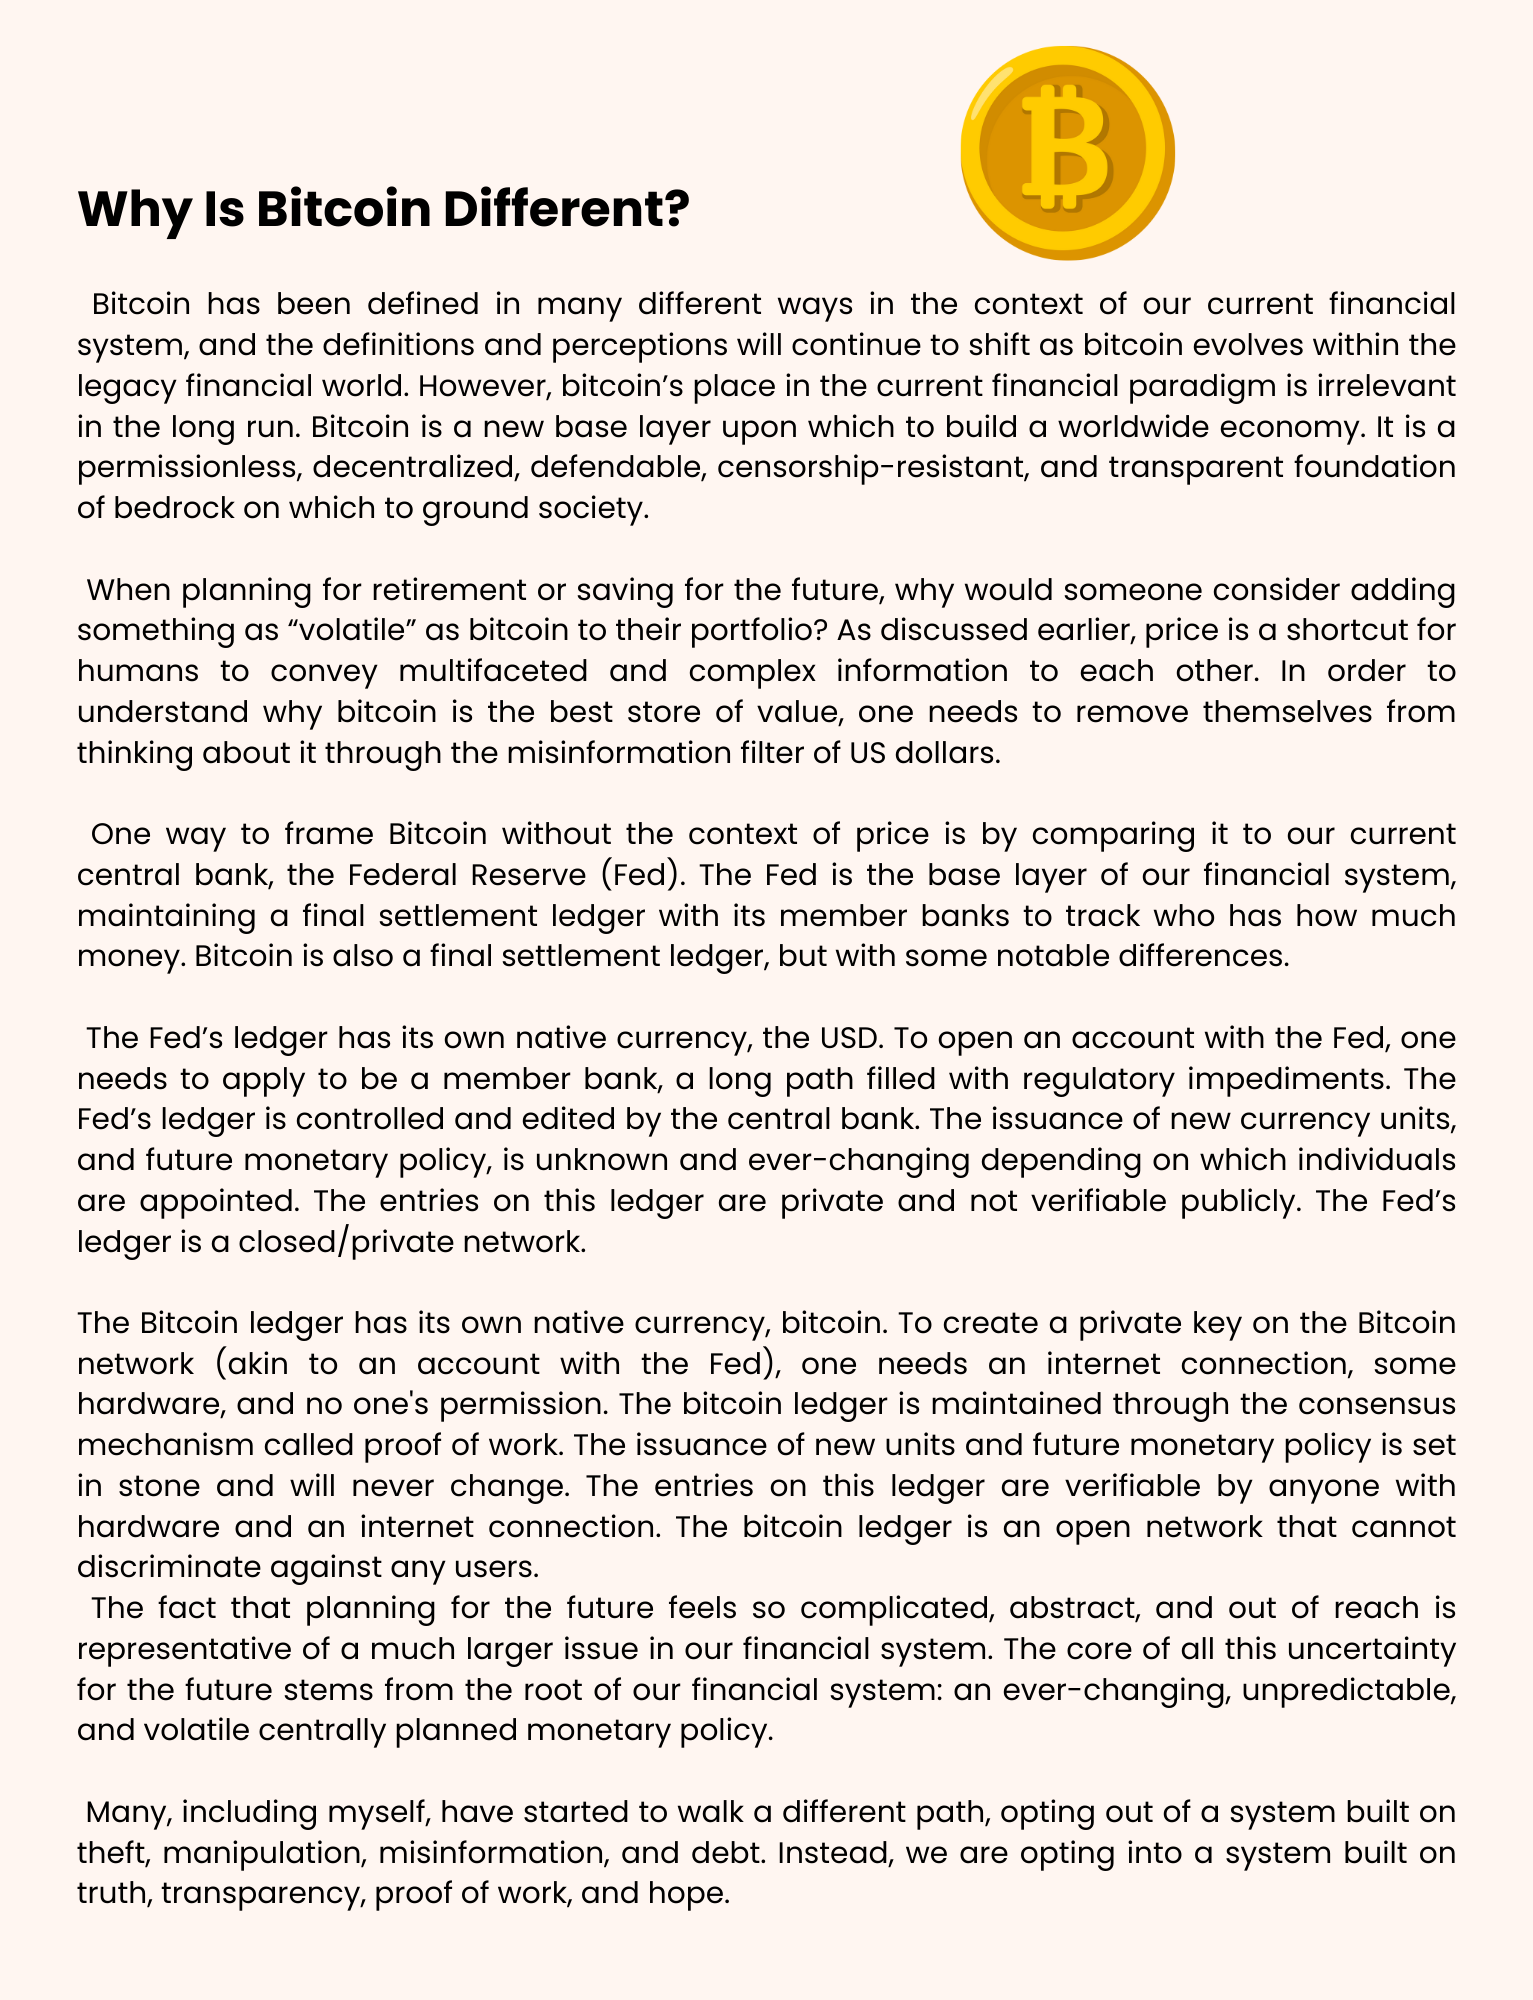 Why Is Bitcoin Different?
Bitcoin has been defined in many different ways in the context of our current financial
system, and the definitions and perceptions will continue to shift as bitcoin evolves within the
legacy financial world. However, bitcoin’s place in the current financial paradigm is irrelevant
in the long run. Bitcoin is a new base layer upon which to build a worldwide economy. It is a
permissionless, decentralized, defendable, censorship-resistant, and transparent foundation
of bedrock on which to ground society.
When planning for retirement or saving for the future, why would someone consider adding
something as “volatile” as bitcoin to their portfolio? As discussed earlier, price is a shortcut for
humans to convey multifaceted and complex information to each other. In order to
understand why bitcoin is the best store of value, one needs to remove themselves from
thinking about it through the misinformation filter of US dollars.
One way to frame Bitcoin without the context of price is by comparing it to our current
central bank, the Federal Reserve (Fed). The Fed is the base layer of our financial system,
maintaining a final settlement ledger with its member banks to track who has how much
money. Bitcoin is also a final settlement ledger, but with some notable differences.
The Fed’s ledger has its own native currency, the USD. To open an account with the Fed, one
needs to apply to be a member bank, a long path filled with regulatory impediments. The
Fed’s ledger is controlled and edited by the central bank. The issuance of new currency units,
and future monetary policy, is unknown and ever-changing depending on which individuals
are appointed. The entries on this ledger are private and not verifiable publicly. The Fed’s
ledger is a closed/private network.
The Bitcoin ledger has its own native currency, bitcoin. To create a private key on the Bitcoin
network (akin to an account with the Fed), one needs an internet connection, some
hardware, and no one's permission. The bitcoin ledger is maintained through the consensus
mechanism called proof of work. The issuance of new units and future monetary policy is set
in stone and will never change. The entries on this ledger are verifiable by anyone with
hardware and an internet connection. The bitcoin ledger is an open network that cannot
discriminate against any users.
The fact that planning for the future feels so complicated, abstract, and out of reach is
representative of a much larger issue in our financial system. The core of all this uncertainty
for the future stems from the root of our financial system: an ever-changing, unpredictable,
and volatile centrally planned monetary policy.
Many, including myself, have started to walk a different path, opting out of a system built on
theft, manipulation, misinformation, and debt. Instead, we are opting into a system built on
truth, transparency, proof of work, and hope.